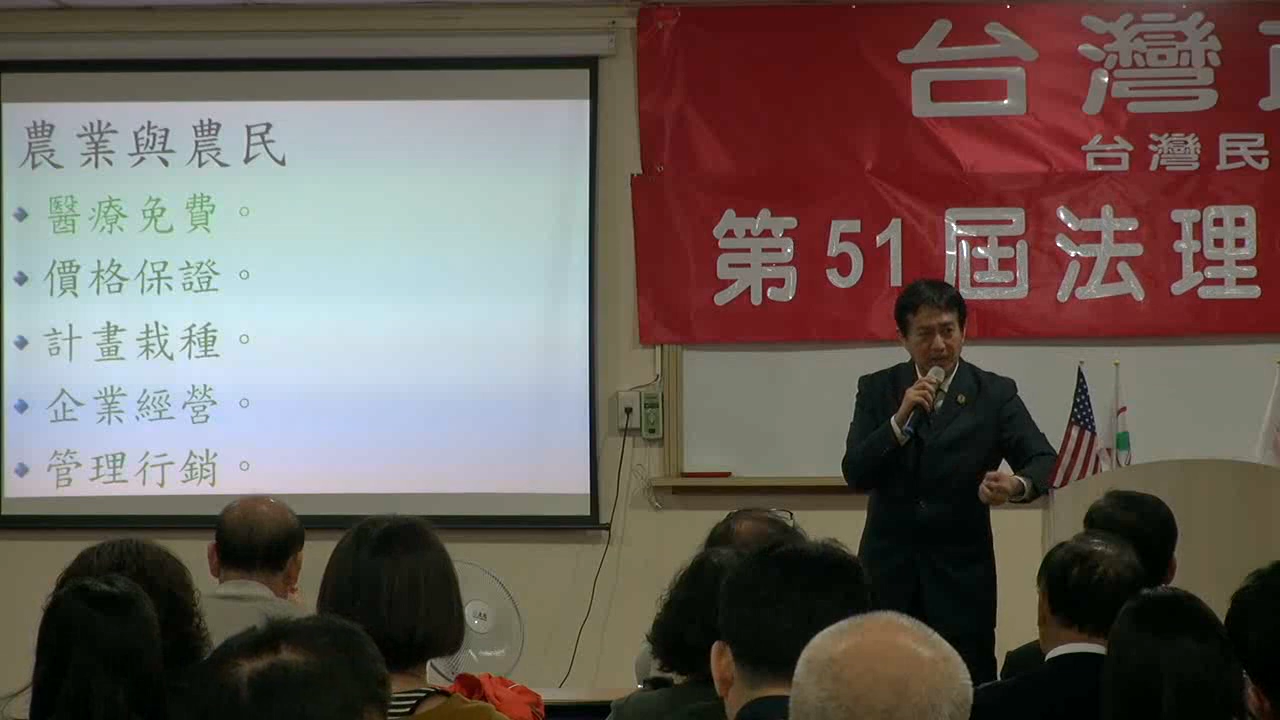 農業與農民
醫療免費。
價格保證。
計畫栽種。
企業經營。
管理行銷。
台灣
台灣民
第51屆法理